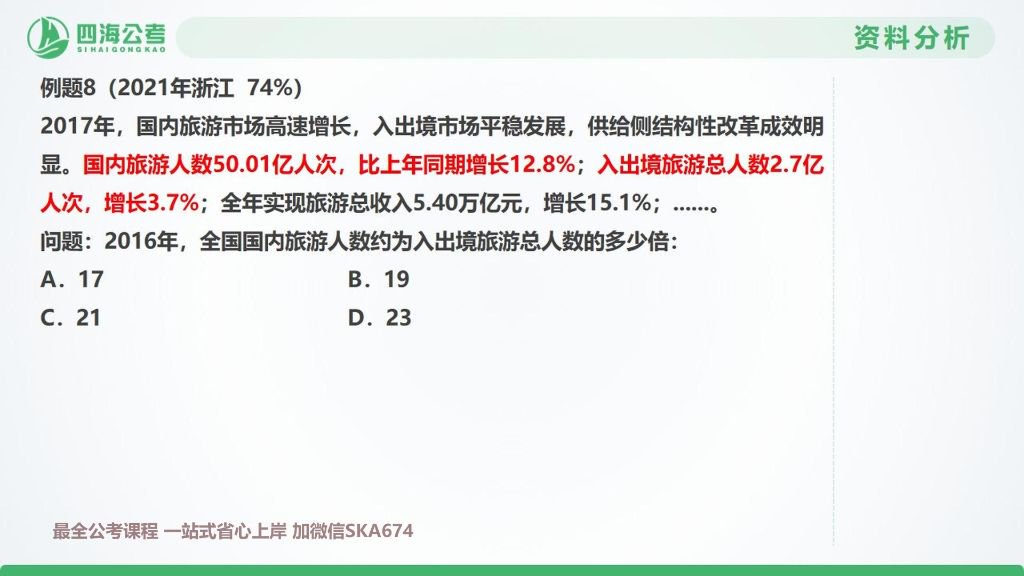 四海公考
SIHAIGONGKAO
资料分析
例题8（2021年浙江 74%）
2017年，国内旅游市场高速增长，入出境市场平稳发展，供给侧结构性改革成效明
显。国内旅游人数50.01亿人次，比上年同期增长12.8%；入出境旅游总人数2.7亿
人次，增长3.7%；全年实现旅游总收入5.40万亿元，增长15.1%；......。
问题：2016年，全国国内旅游人数约为入出境旅游总人数的多少倍：
A．17 B．19
C．21 D．23
最全公考课程 一站式省心上岸 加微信SKA674